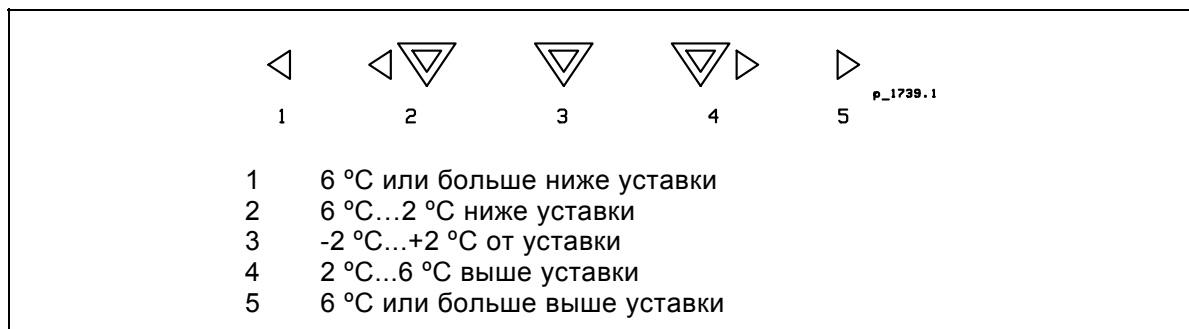 p_1739.1
1 2 3 4 5
1 6 ºC или больше ниже уставки
2 6 ºC…2 ºC ниже уставки
3 -2 ºC...+2 ºC от уставки
4 2 ºC...6 ºC выше уставки
5 6 ºC или больше выше уставки